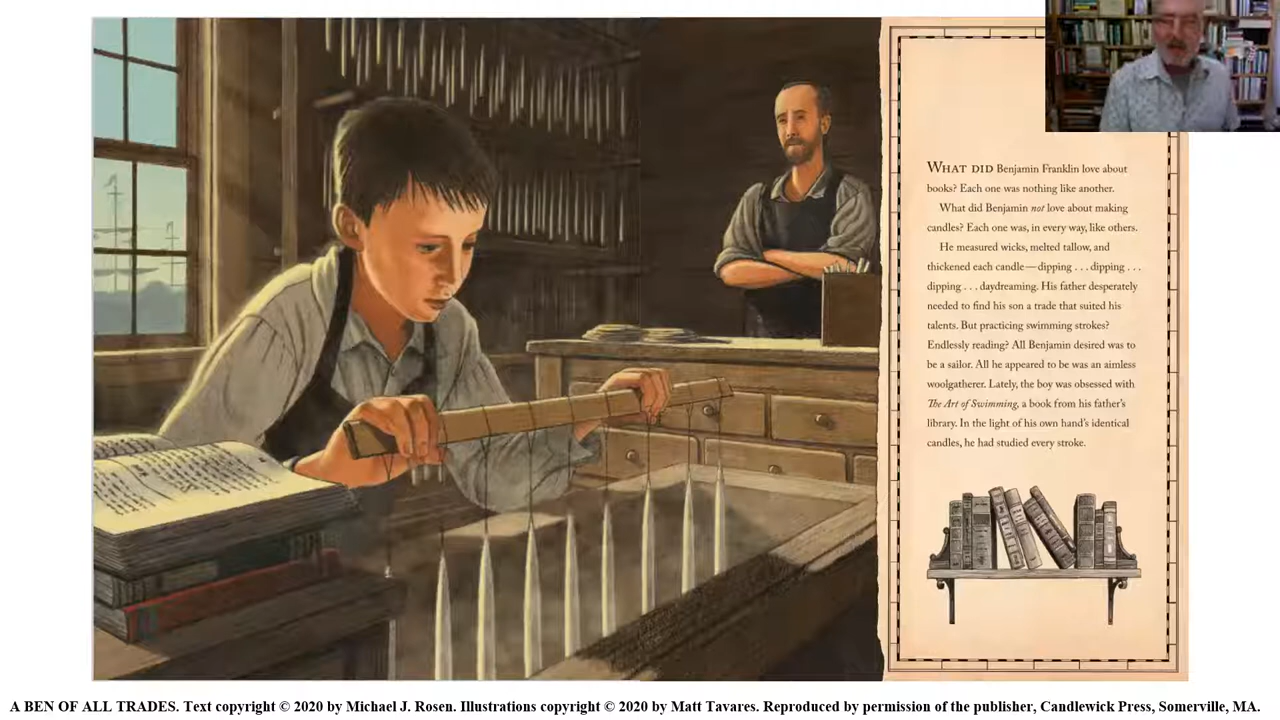 WHAT DID Benjamin Franklin love about
books? Each one was nothing like another.
What did Benjamin not love about making
candles? Each one was, in every way, like others.
He measured wicks, melted tallow, and
thickened each candle—dipping . . . dipping . . .
dipping . . . daydreaming. His father desperately
needed to find his son a trade that suited his
talents. But practicing swimming strokes?
Endlessly reading? All Benjamin desired was to
be a sailor. All he appeared to be was an aimless
woolgatherer. Lately, the boy was obsessed with
The Art of Swimming, a book from his father's
library. In the light of his own hand's identical
candles, he had studied every stroke.
A BEN OF ALL TRADES. Text copyright © 2020 by Michael J. Rosen. Illustrations copyright © 2020 by Matt Tavares. Reproduced by permission of the publisher, Candlewick Press, Somerville, MA.